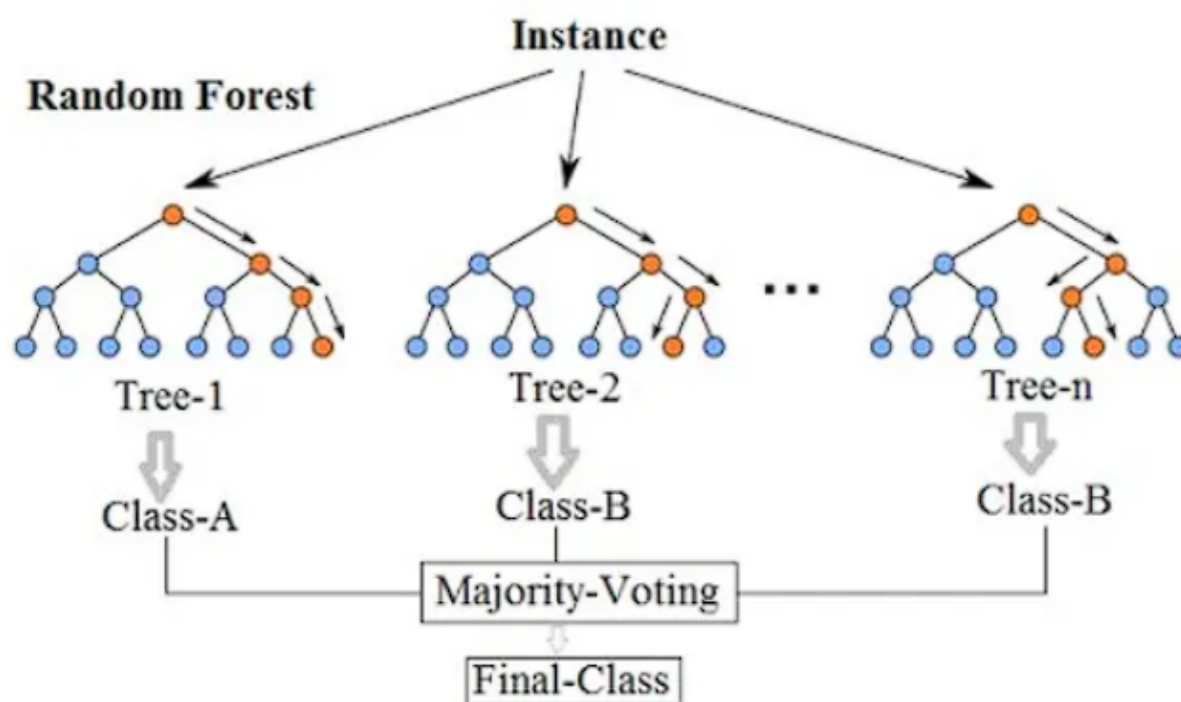 Instance
Random Forest
...
Tree-1
Tree-2
Tree-n
Class-A
Class-B
Class-B
Majority-Voting
Final-Class